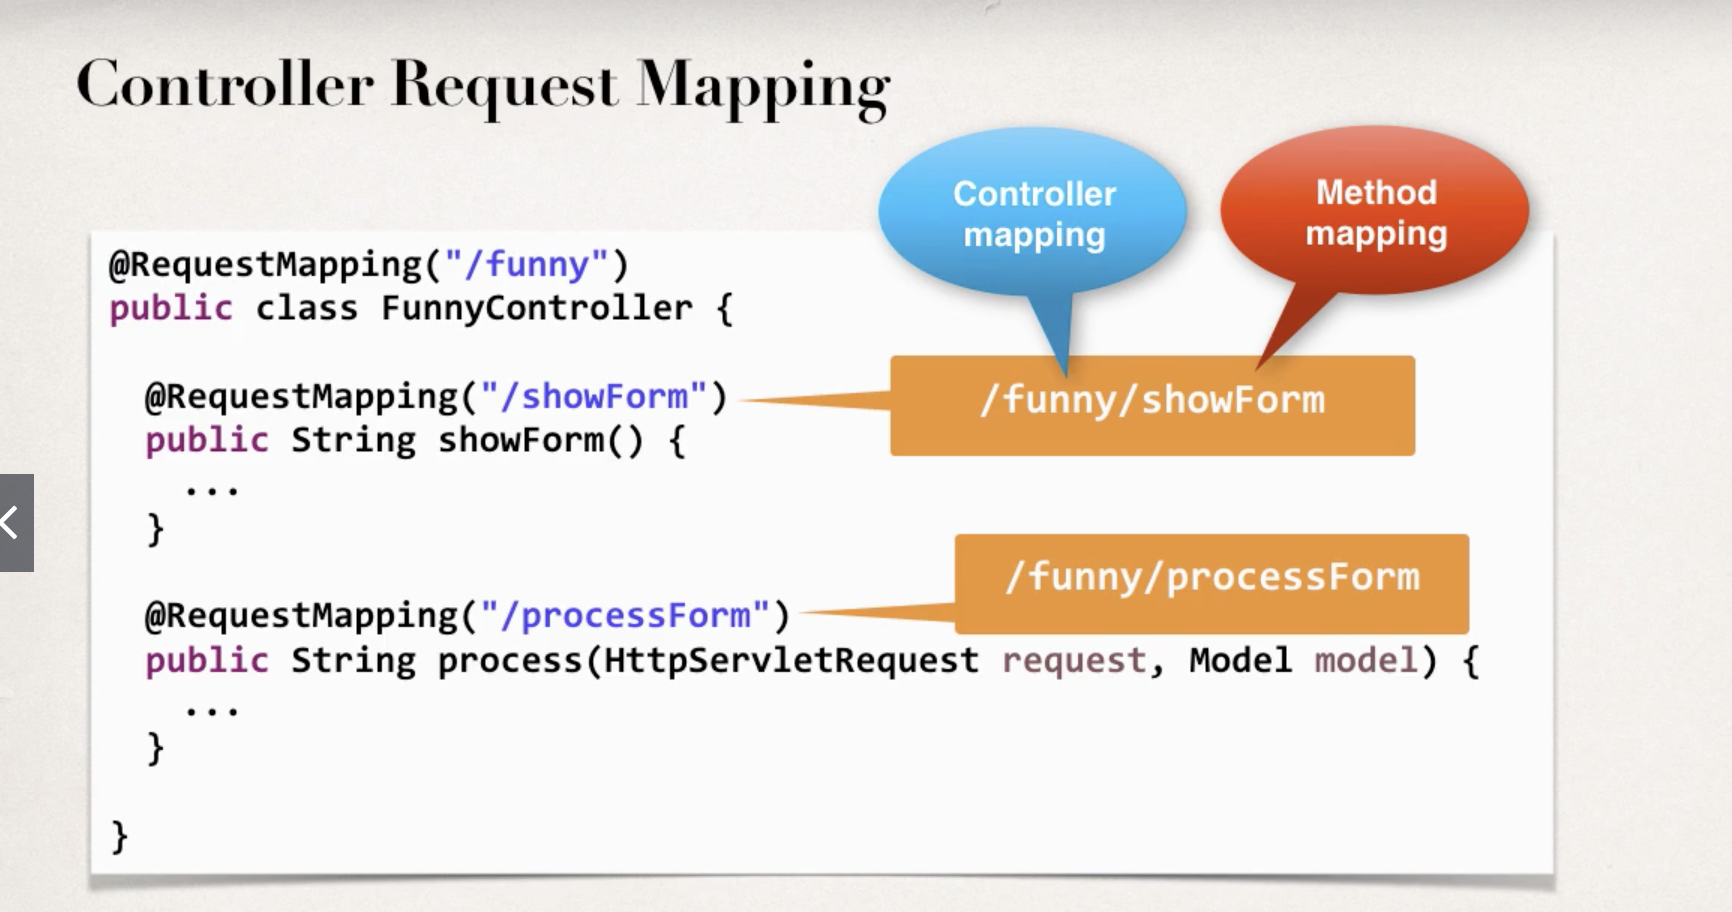 Controller Request Mapping
Controller
mapping
Method
mapping
@RequestMapping("/funny")
public class FunnyController {
@RequestMapping("/showForm")
/funny/showForm
public String showForm() {
...
}
/funny/processForm
@RequestMapping("/processForm")
public String process(HttpServletRequest request, Model model) {
...
}
}